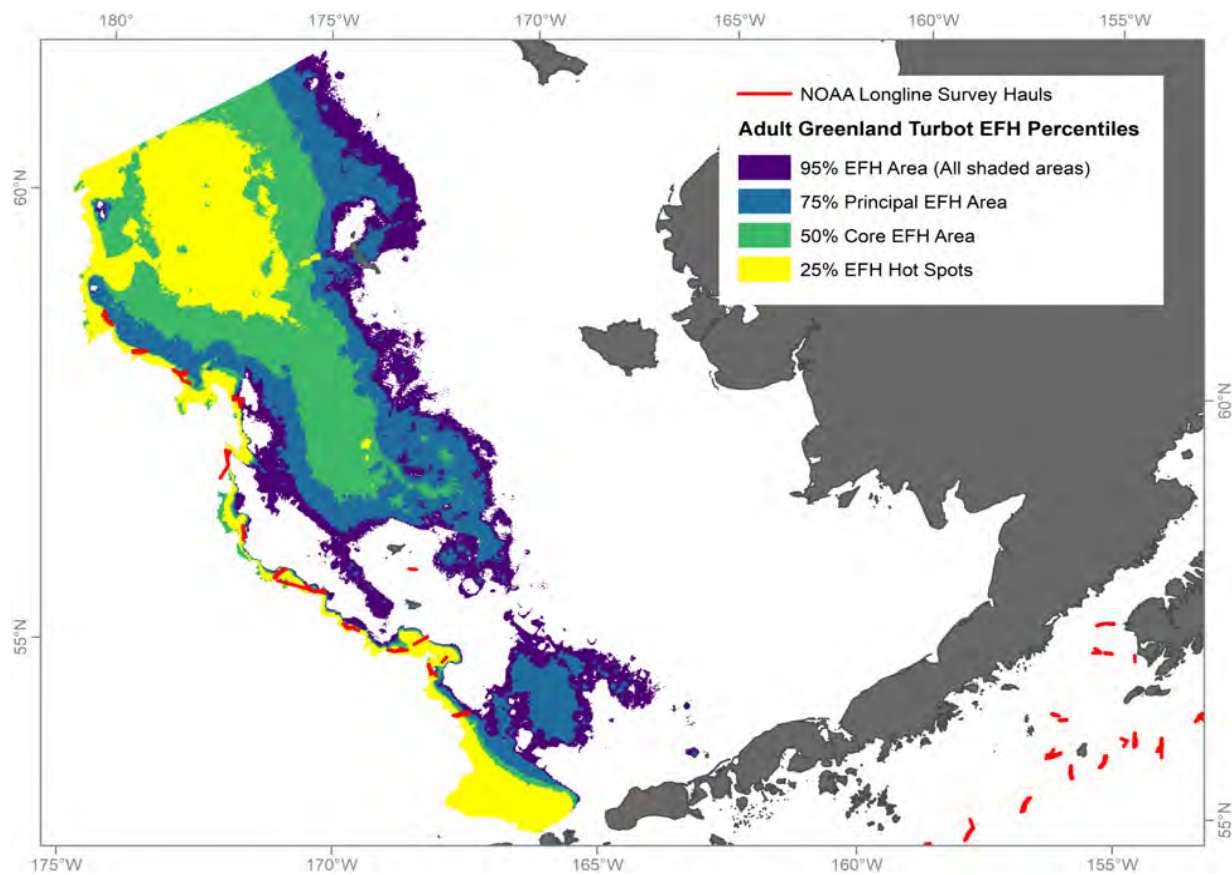 180° 175°W 170°W 165°W 160°W 155°W
NOAA Longline Survey Hauls
Adult Greenland Turbot EFH Percentiles
95% EFH Area (All shaded areas)
75% Principal EFH Area
50% Core EFH Area
25% EFH Hot Spots
60°N
60°N
55°N
55°N
175°W 170°W 165°W 160°W 155°W